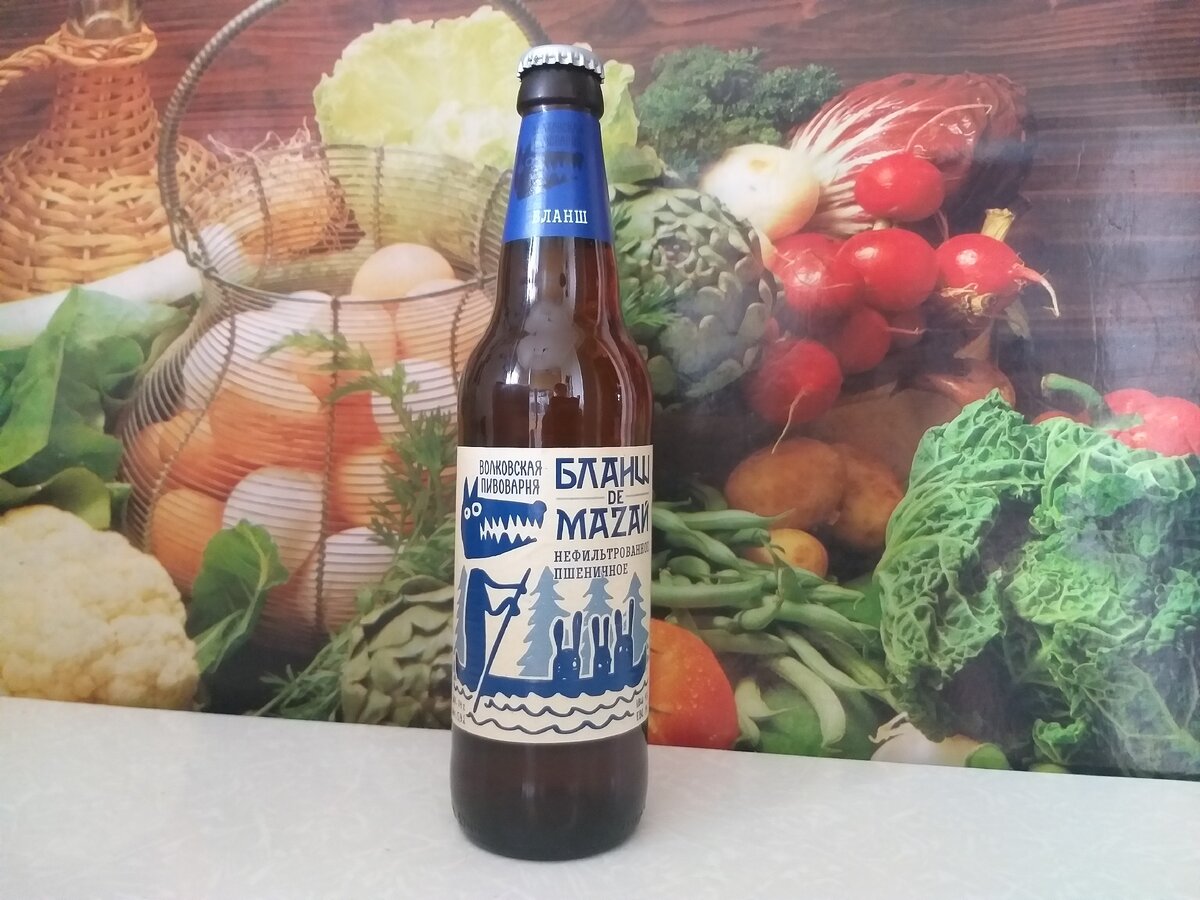 БЛАНШ
ВОЛКОВСКАЯ
ПИВОВАРНЯ
БЛАНШ
DE
MAZAЙ
НЕФИЛЬТРОВАННОЕ
ПШЕНИЧНОЕ